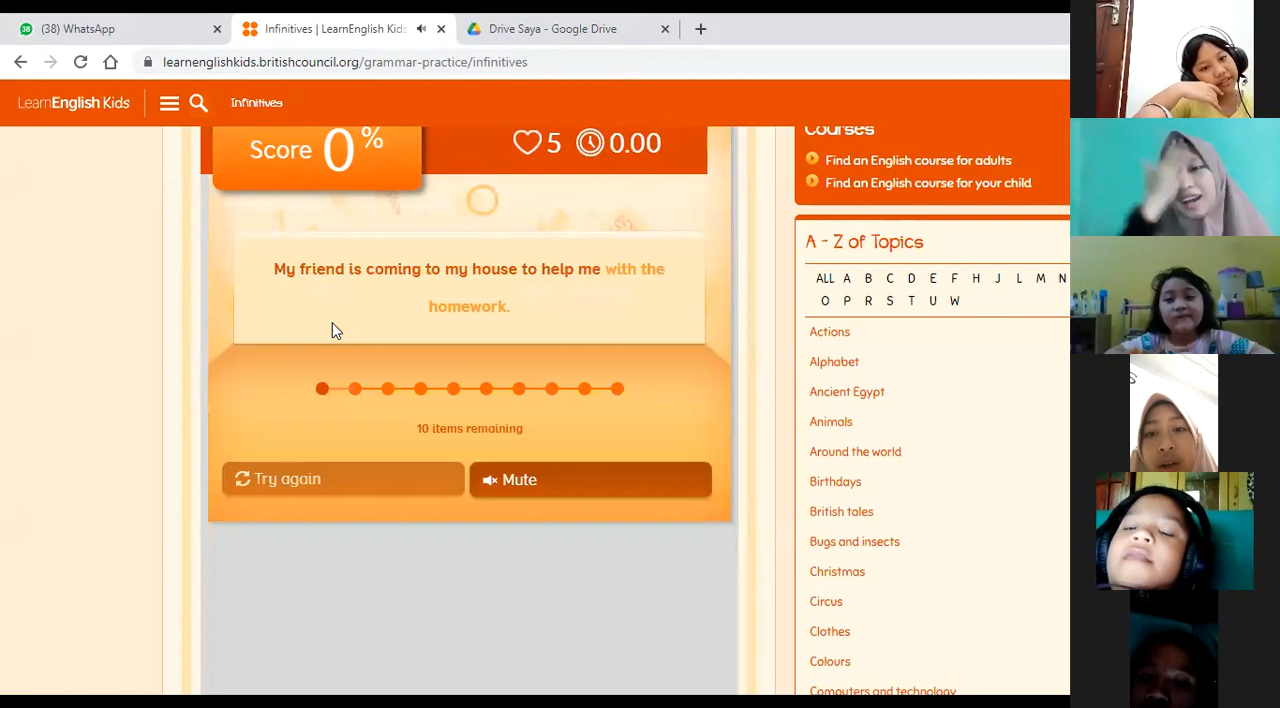 38
(38) WhatsApp
Infinitives | LearnEnglish Kids
Drive Saya - Google Drive
learnenglishkids.britishcouncil.org/grammar-practice/infinitives
LearnEnglish Kids
Infinitives
Score 0 %
5
0.00
My friend is coming to my house to help me with the
homework.
10 items remaining
Try again
Mute
Courses
Find an English course for adults
Find an English course for your child
A - Z of Topics
ALL A B C D E F H J L M N
O P R S T U W
Actions
Alphabet
Ancient Egypt
Animals
Around the world
Birthdays
British tales
Bugs and insects
Christmas
Circus
Clothes
Colours
Computers and technology